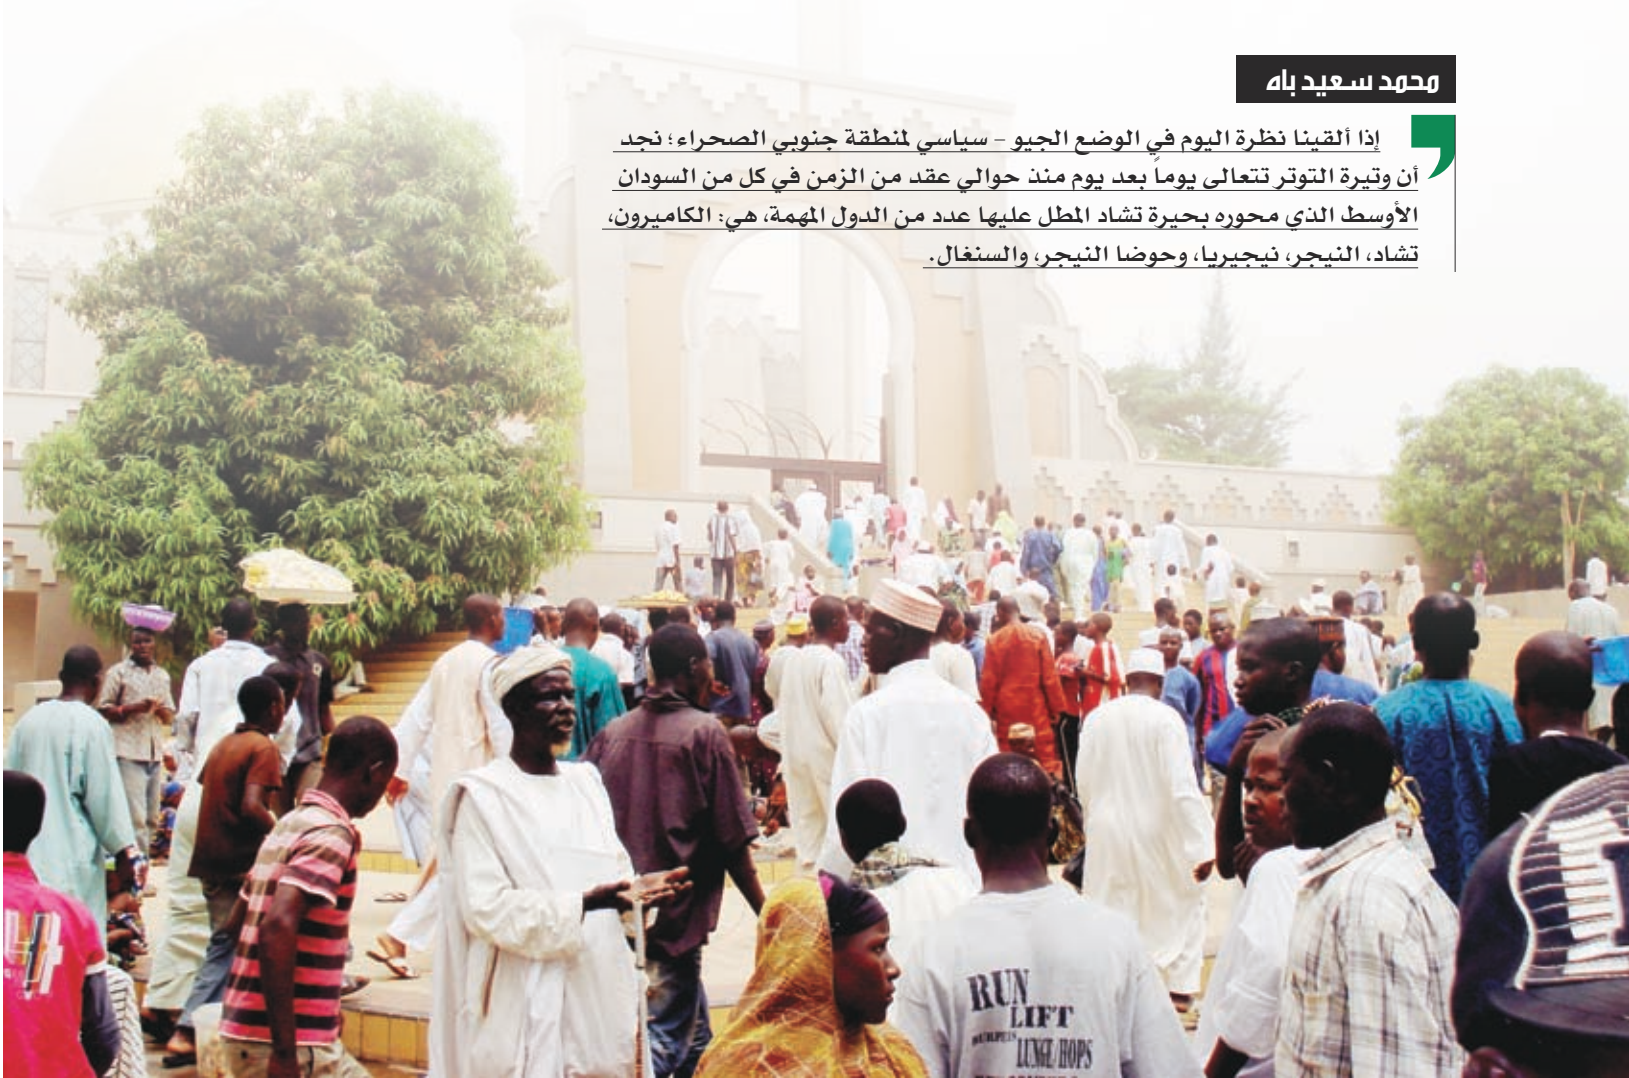 محمد سعيد باه
إذا ألقينا نظرة اليوم في الوضع الجيو – سياسي لمنطقة جنوبي الصحراء؛ نجد
أن وتيرة التوتر تتعالى يوماً بعد يوم منذ حوالي عقد من الزمن في كل من السودان
الأوسط الذي محوره بحيرة تشاد المطل عليها عدد من الدول المهمة، هي: الكاميرون،
تشاد، النيجر، نيجيريا، وحوضا النيجر، والسنغال.
RUN
LIFT
LUNGE/HOPS